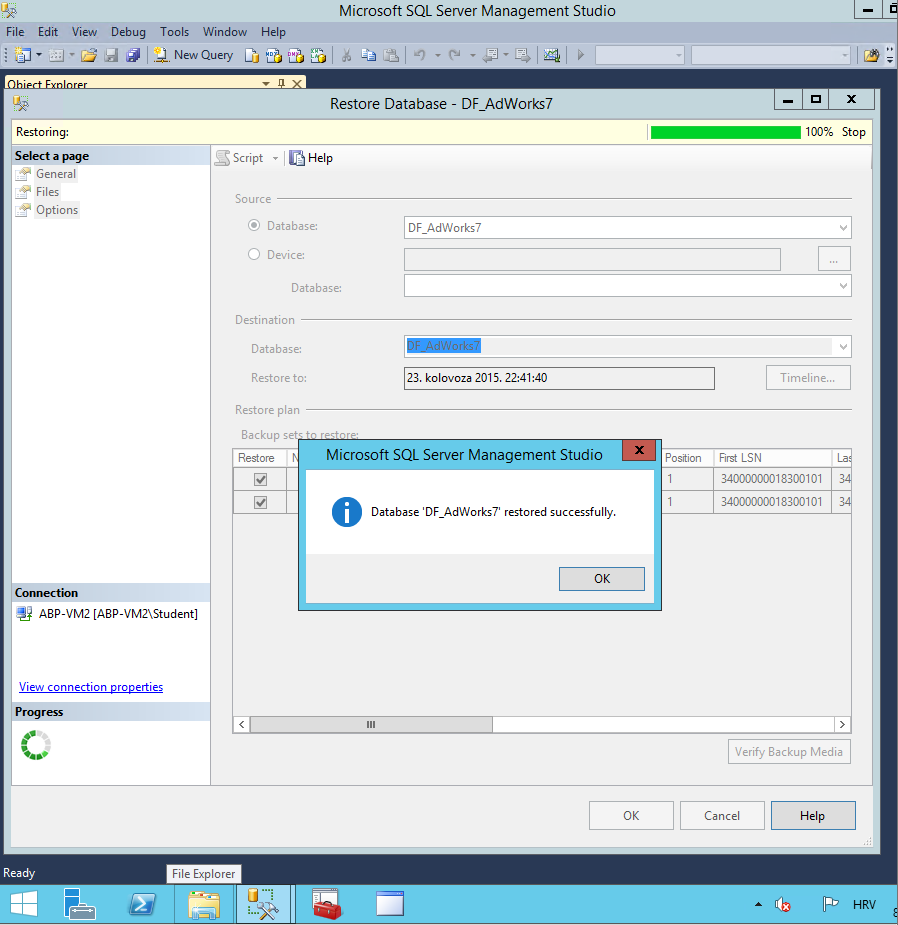 Microsoft SQL Server Management Studio
File Edit View Debug Tools Window Help
New Query
Object Explorer
Restore Database - DF_AdWorks7
Restoring: 100% Stop
Select a page
General
Files
Options
Script Help
Source
Database: DF_AdWorks7
Device: ...
Database:
Destination
Database: DF_AdWorks7
Restore to: 23. kolovoza 2015. 22:41:40 Timeline...
Restore plan
Backup sets to restore:
Restore N Position First LSN Las
1 34000000018300101 34
1 34000000018300101 34
Microsoft SQL Server Management Studio
Database 'DF_AdWorks7' restored successfully.
OK
Connection
ABP-VM2 [ABP-VM2\Student]
View connection properties
Progress
Verify Backup Media
OK Cancel Help
Ready
File Explorer
HRV